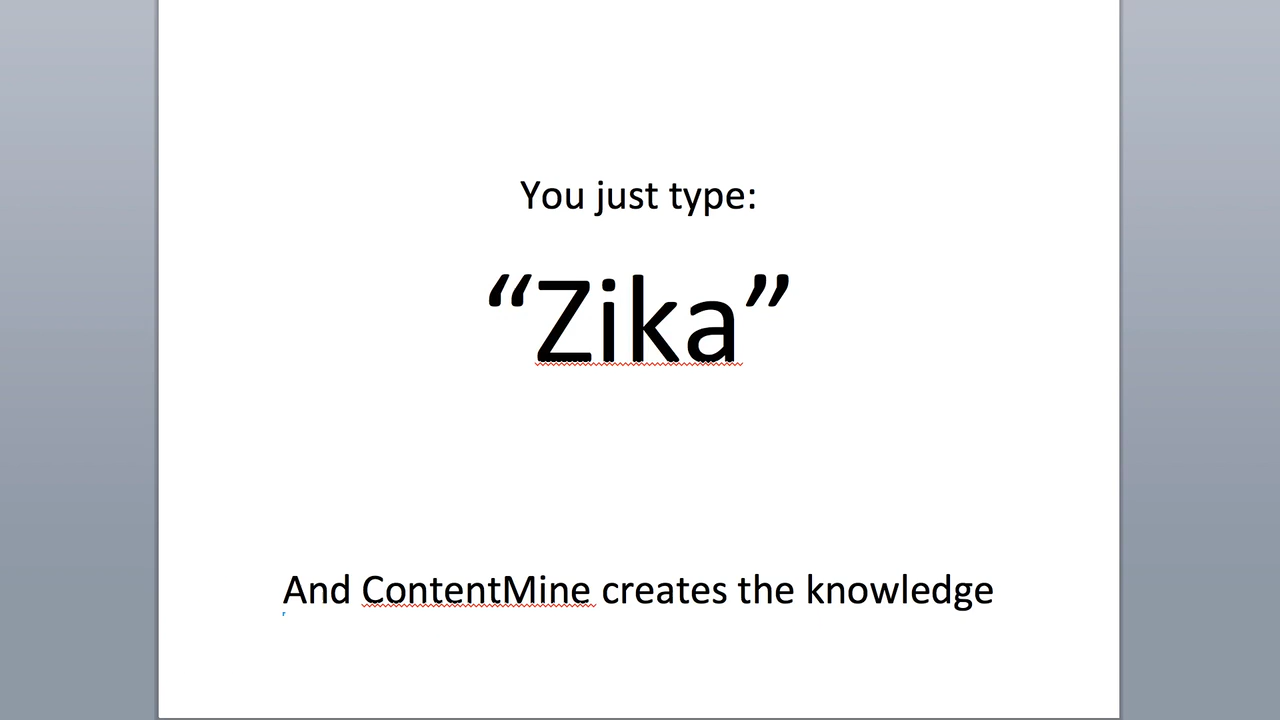 You just type:
“Zika”
And ContentMine creates the knowledge